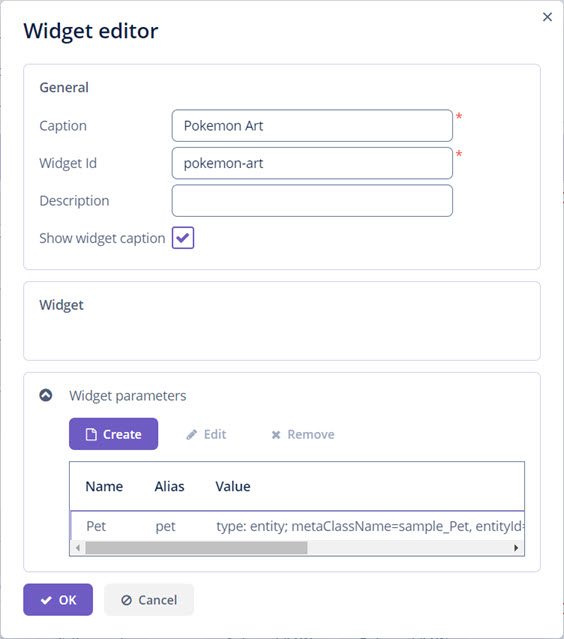 Widget editor
General
Caption Pokemon Art *
Widget Id pokemon-art *
Description
Show widget caption
Widget
Widget parameters
Create Edit Remove
Name Alias Value
Pet pet type: entity; metaClassName=sample_Pet, entityId=
OK Cancel